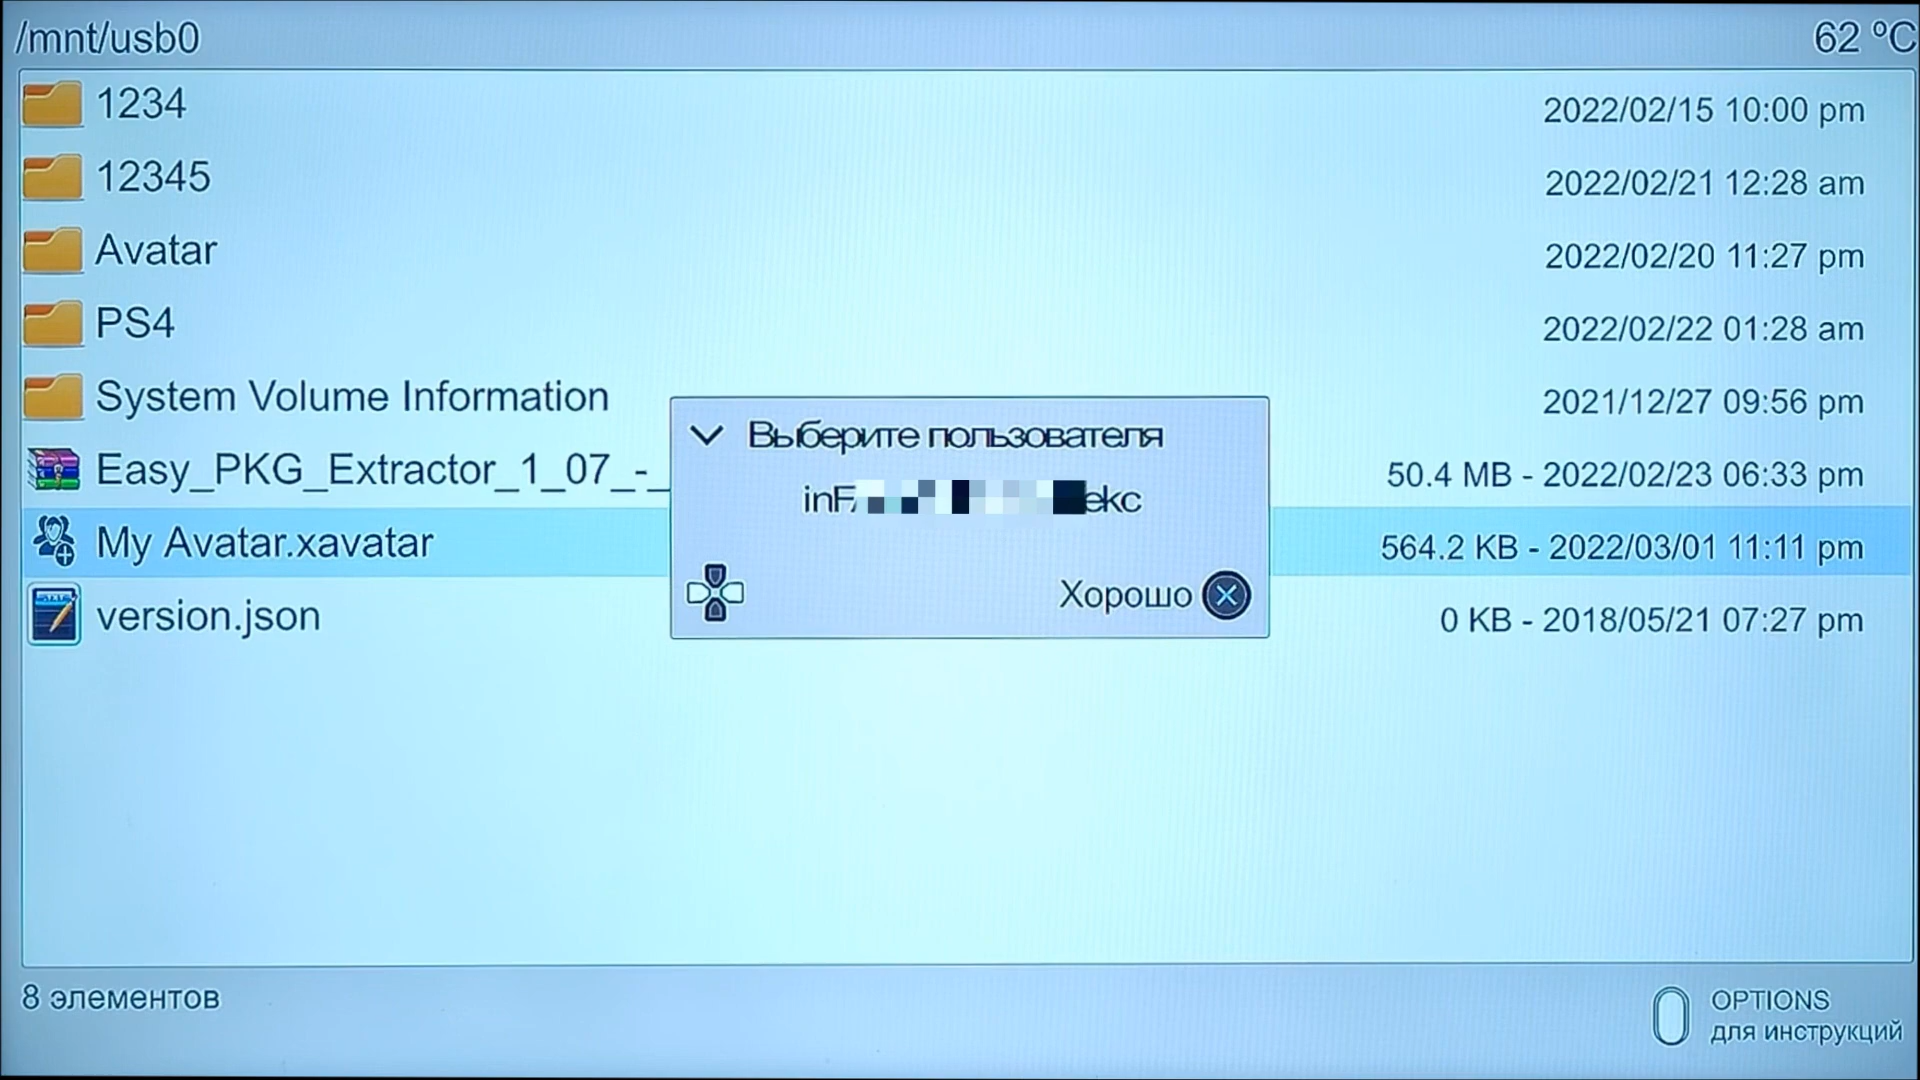 /mnt/usb0
62 ºC
1234
2022/02/15 10:00 pm
12345
2022/02/21 12:28 am
Avatar
2022/02/20 11:27 pm
PS4
2022/02/22 01:28 am
System Volume Information
2021/12/27 09:56 pm
Easy_PKG_Extractor_1_07_-_
50.4 MB - 2022/02/23 06:33 pm
My Avatar.xavatar
564.2 KB - 2022/03/01 11:11 pm
version.json
0 KB - 2018/05/21 07:27 pm
Выберите пользователя
Хорошо
8 элементов
OPTIONS
для инструкций